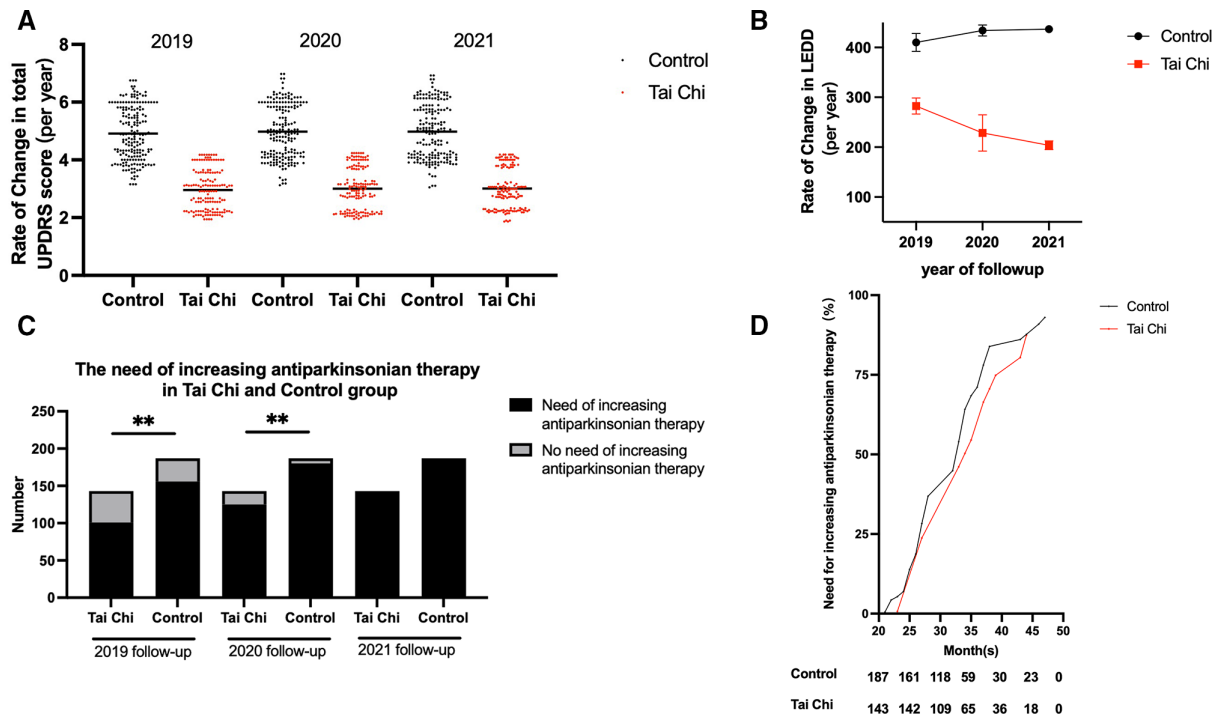 A
2019 2020 2021
Rate of Change in total
UPDRS score (per year)
8
6
4
2
0
Control Tai Chi Control Tai Chi Control Tai Chi
Control
Tai Chi
B
Rate of Change in LEDD
(per year)
400
300
200
100
2019 2020 2021
year of followup
Control
Tai Chi
C
The need of increasing antiparkinsonian therapy
in Tai Chi and Control group
Number
250
200
150
100
50
0
** **
Tai Chi Control Tai Chi Control Tai Chi Control
2019 follow-up 2020 follow-up 2021 follow-up
Need of increasing
antiparkinsonian therapy
No need of increasing
antiparkinsonian therapy
D
Need for increasing antiparkinsonian therapy (%)
100
75
50
25
0
20 25 30 35 40 45 50
Month(s)
Control
Tai Chi
Control 187 161 118 59 30 23 0
Tai Chi 143 142 109 65 36 18 0